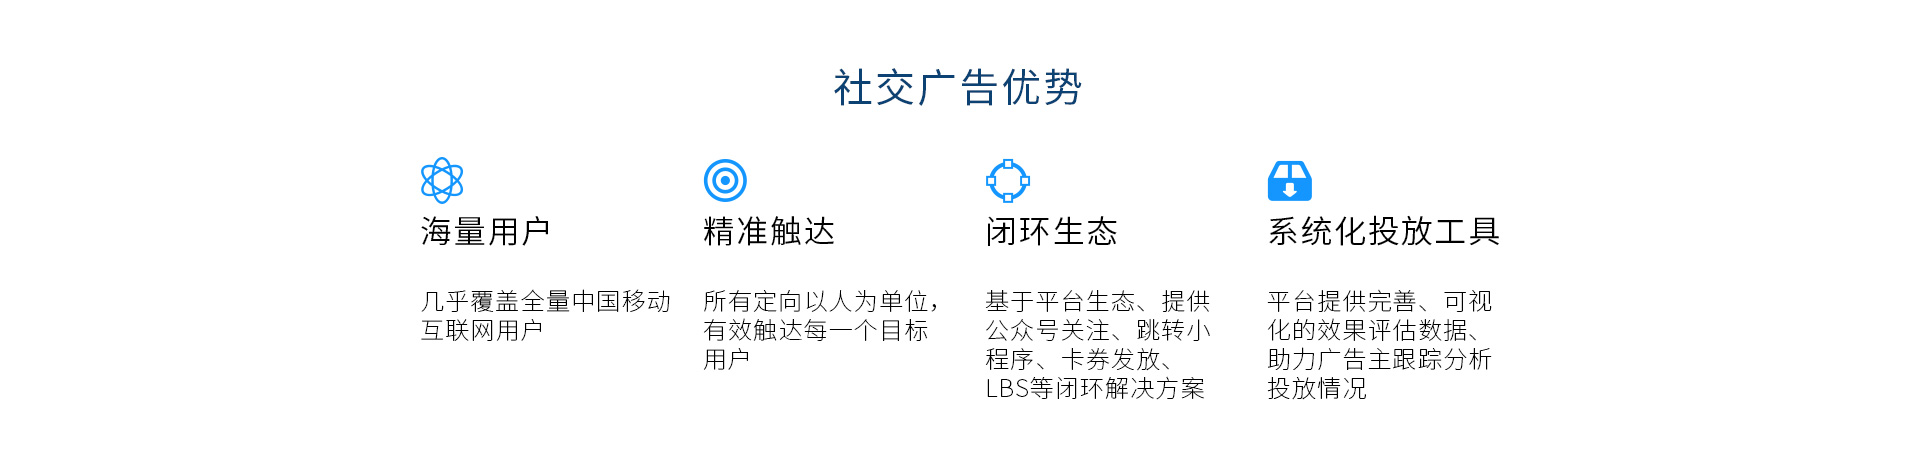 社交广告优势
海量用户
几乎覆盖全量中国移动
互联网用户
精准触达
所有定向以人为单位，
有效触达每一个目标
用户
闭环生态
基于平台生态、提供
公众号关注、跳转小
程序、卡券发放、
LBS等闭环解决方案
系统化投放工具
平台提供完善、可视
化的效果评估数据、
助力广告主跟踪分析
投放情况